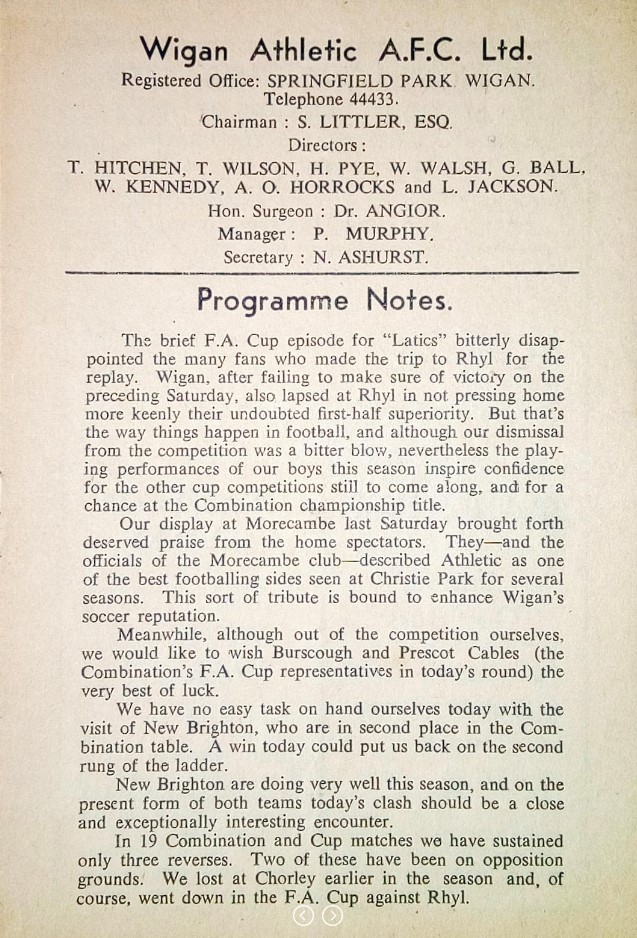 Wigan Athletic A.F.C. Ltd.
Registered Office: SPRINGFIELD PARK WIGAN.
Telephone 44433.
Chairman : S. LITTLER, ESQ.
Directors :
T. HITCHEN, T. WILSON, H. PYE, W. WALSH, G. BALL,
W. KENNEDY, A. O. HORROCKS and L. JACKSON.
Hon. Surgeon : Dr. ANGIOR.
Manager : P. MURPHY.
Secretary : N. ASHURST.
Programme Notes.
The brief F.A. Cup episode for "Latics" bitterly disap-
pointed the many fans who made the trip to Rhyl for the
replay. Wigan, after failing to make sure of victory on the
preceding Saturday, also lapsed at Rhyl in not pressing home
more keenly their undoubted first-half superiority. But that's
the way things happen in football, and although our dismissal
from the competition was a bitter blow, nevertheless the play-
ing performances of our boys this season inspire confidence
for the other cup competitions still to come along, and for a
chance at the Combination championship title.
Our display at Morecambe last Saturday brought forth
deserved praise from the home spectators. They—and the
officials of the Morecambe club—described Athletic as one
of the best footballing sides seen at Christie Park for several
seasons. This sort of tribute is bound to enhance Wigan's
soccer reputation.
Meanwhile, although out of the competition ourselves,
we would like to wish Burscough and Prescot Cables (the
Combination's F.A. Cup representatives in today's round) the
very best of luck.
We have no easy task on hand ourselves today with the
visit of New Brighton, who are in second place in the Com-
bination table. A win today could put us back on the second
rung of the ladder.
New Brighton are doing very well this season, and on the
present form of both teams today's clash should be a close
and exceptionally interesting encounter.
In 19 Combination and Cup matches we have sustained
only three reverses. Two of these have been on opposition
grounds. We lost at Chorley earlier in the season and, of
course, went down in the F.A. Cup against Rhyl.